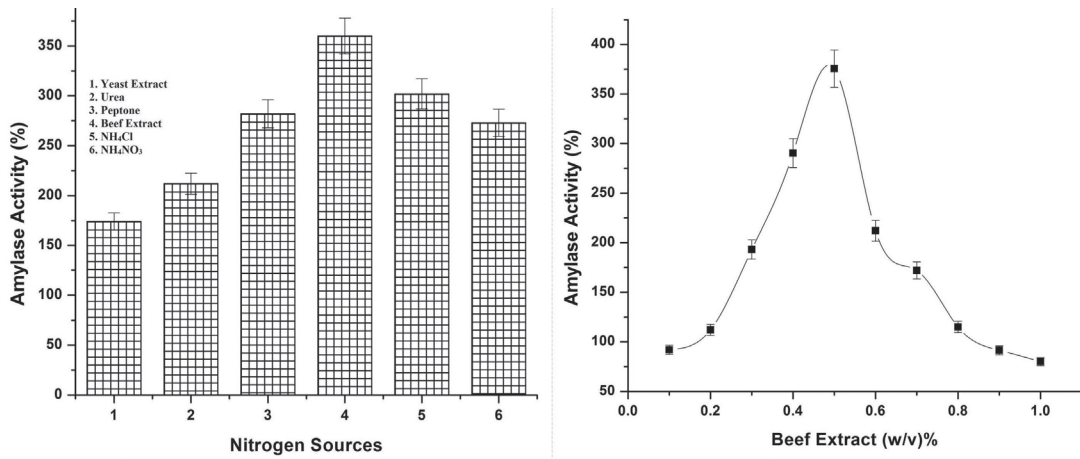 Amylase Activity (%)
350
300
250
200
150
100
50
0
1. Yeast Extract
2. Urea
3. Peptone
4. Beef Extract
5. NH₄Cl
6. NH₄NO₃
1 2 3 4 5 6
Nitrogen Sources
Amylase Activity (%)
400
350
300
250
200
150
100
50
0.0 0.2 0.4 0.6 0.8 1.0
Beef Extract (w/v)%